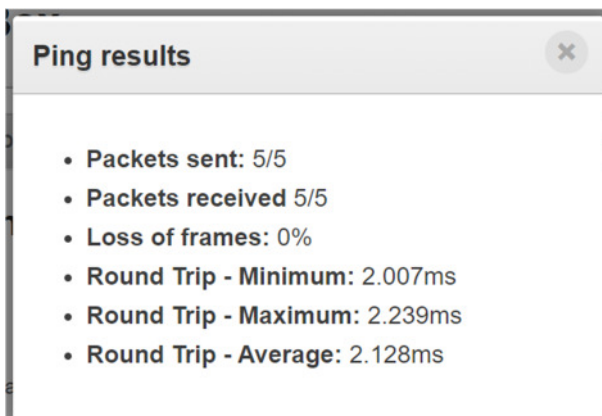 Ping results
Packets sent: 5/5
Packets received 5/5
Loss of frames: 0%
Round Trip - Minimum: 2.007ms
Round Trip - Maximum: 2.239ms
Round Trip - Average: 2.128ms